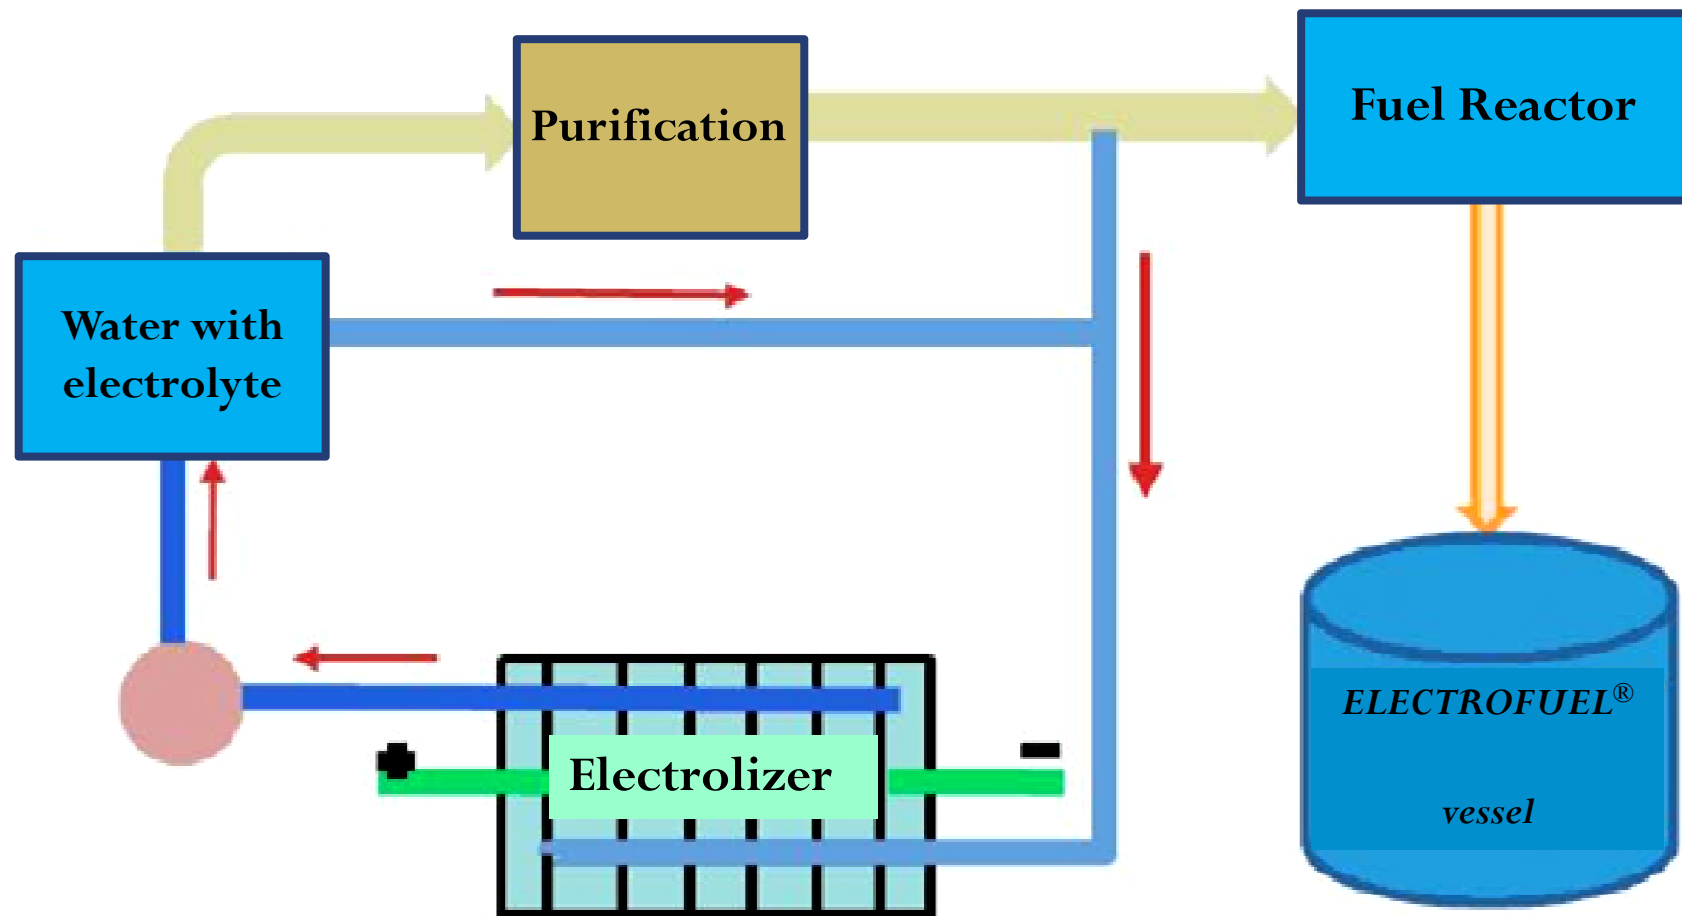 Purification
Fuel Reactor
Water with
electrolyte
+
-
Electrolizer
ELECTROFUEL®
vessel